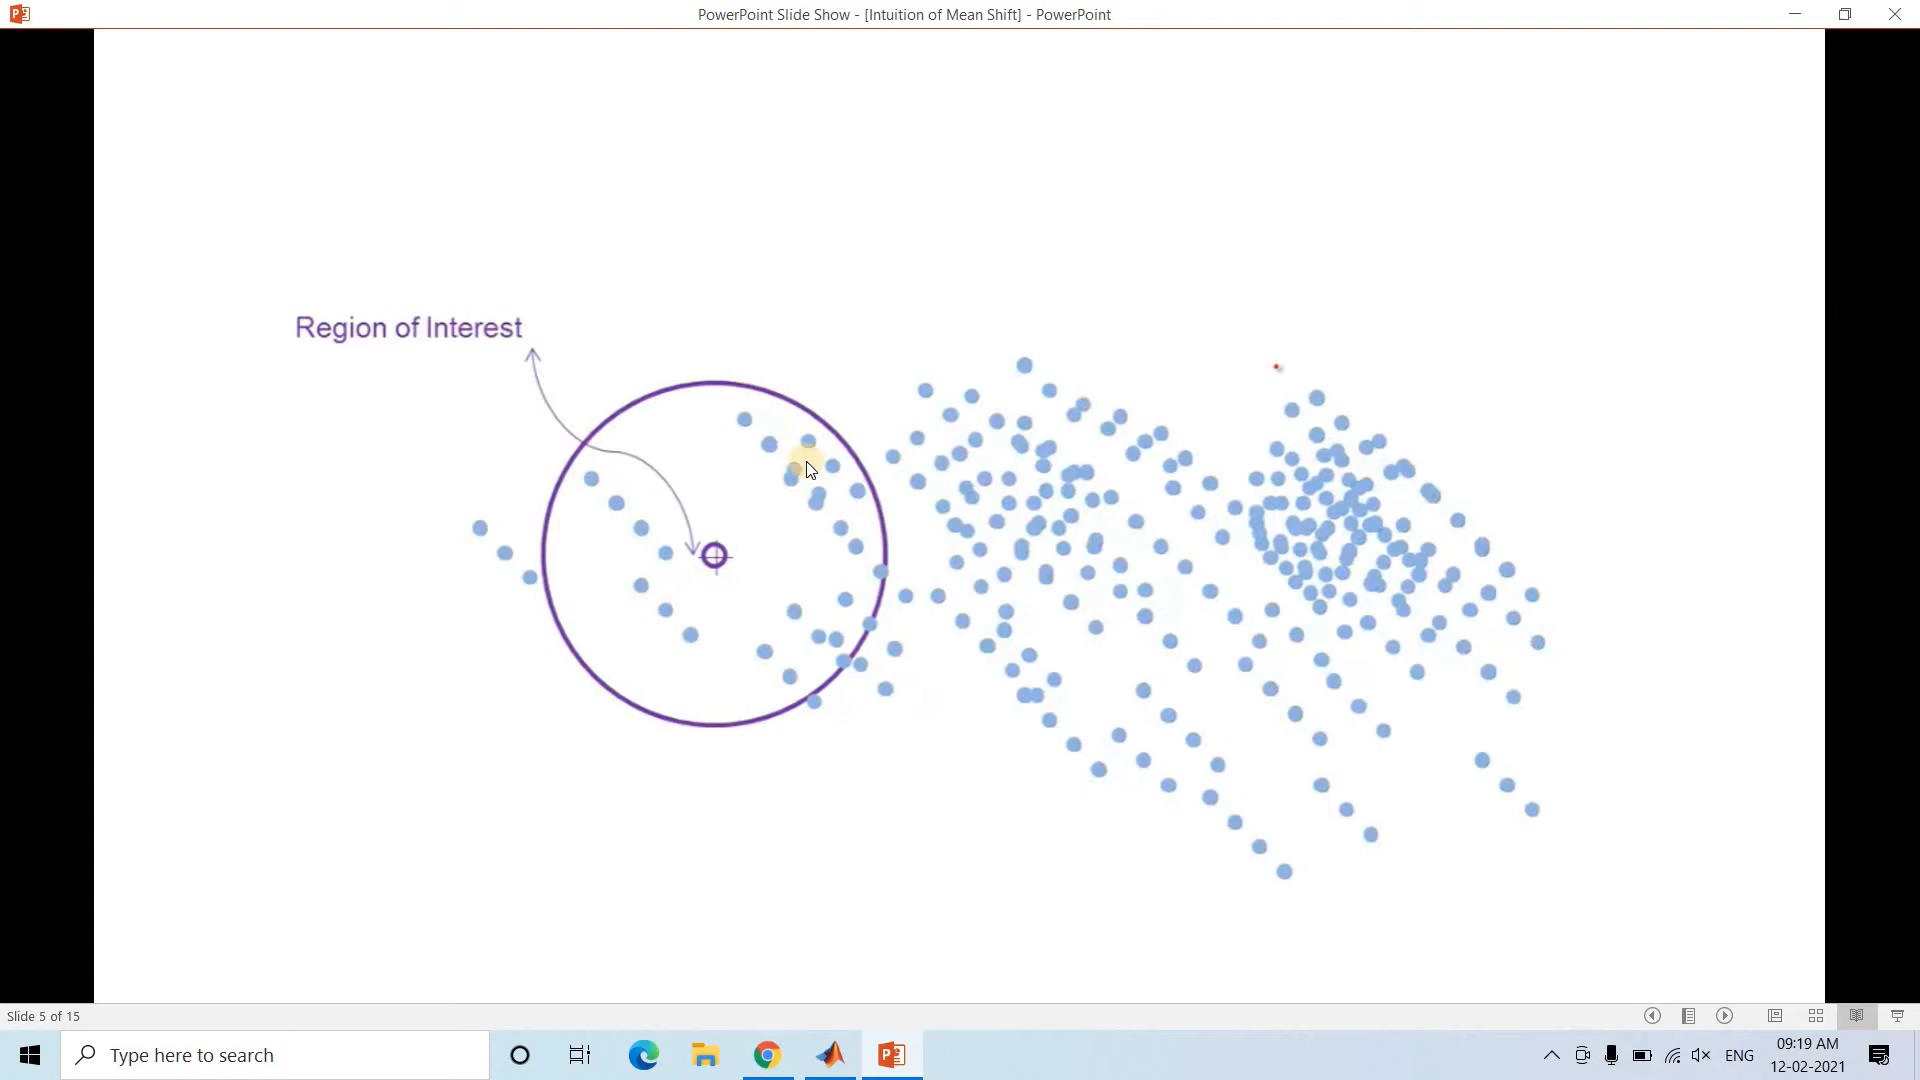 PowerPoint Slide Show - [Intuition of Mean Shift] - PowerPoint
Region of Interest
Slide 5 of 15
Type here to search
ENG
09:19 AM
12-02-2021